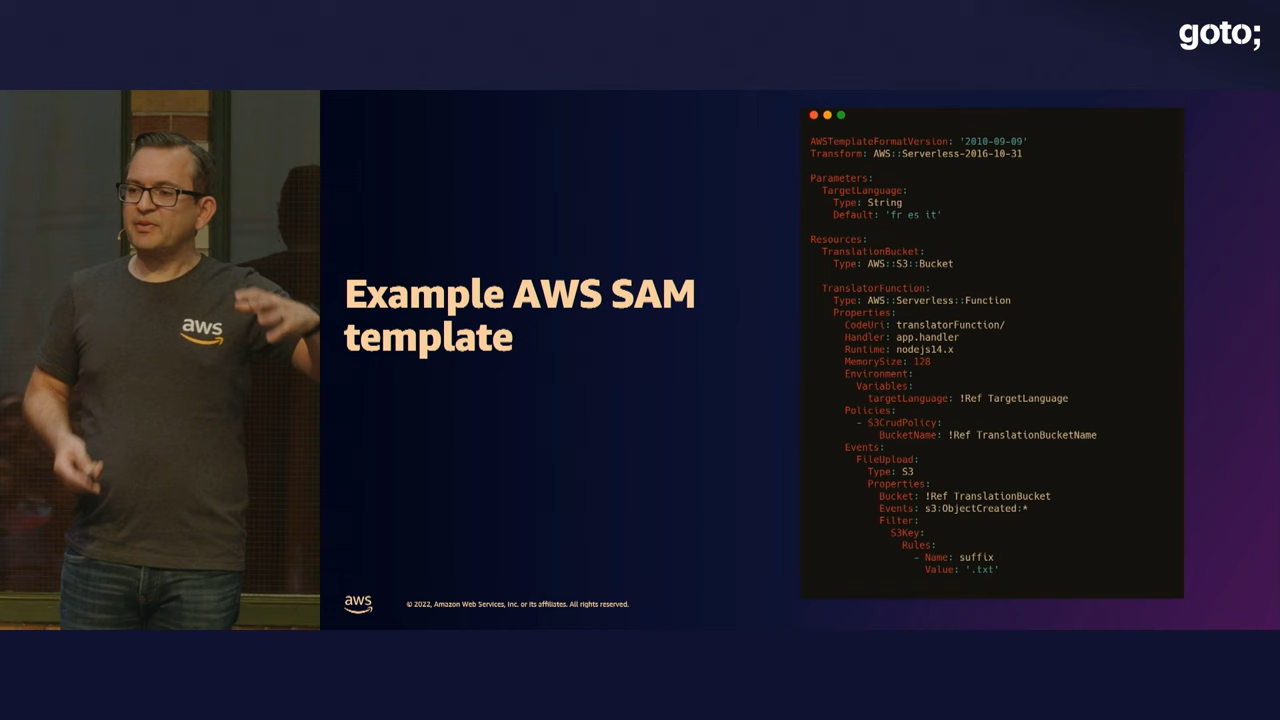 goto;
aws
Example AWS SAM
template
AWSTemplateFormatVersion: '2010-09-09'
Transform: AWS::Serverless-2016-10-31
Parameters:
  TargetLanguage:
    Type: String
    Default: 'fr es it'
Resources:
  TranslationBucket:
    Type: AWS::S3::Bucket
  TranslatorFunction:
    Type: AWS::Serverless::Function
    Properties:
      CodeUri: translatorFunction/
      Handler: app.handler
      Runtime: nodejs14.x
      MemorySize: 128
      Environment:
        Variables:
          targetLanguage: !Ref TargetLanguage
      Policies:
        - S3CrudPolicy:
            BucketName: !Ref TranslationBucketName
      Events:
        FileUpload:
          Type: S3
          Properties:
            Bucket: !Ref TranslationBucket
            Events: s3:ObjectCreated:*
            Filter:
              S3Key:
                Rules:
                  - Name: suffix
                    Value: '.txt'
aws
© 2022, Amazon Web Services, Inc. or its affiliates. All rights reserved.